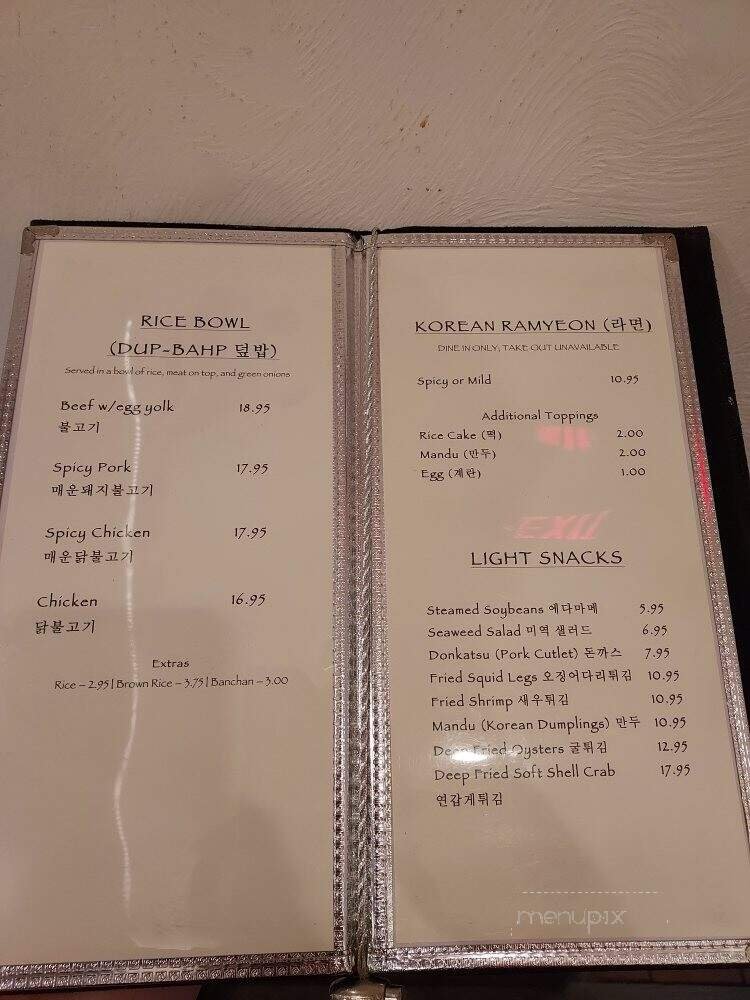 RICE BOWL
(DUP-BAHP 덮밥)
Served in a bowl of rice, meat on top, and green onions
Beef w/egg yolk 18.95
불고기
Spicy Pork 17.95
매운돼지불고기
Spicy Chicken 17.95
매운닭불고기
Chicken 16.95
닭불고기
Extras
Rice – 2.95 | Brown Rice – 3.75 | Banchan – 3.00
KOREAN RAMYEON (라면)
DINE IN ONLY, TAKE OUT UNAVAILABLE
Spicy or Mild 10.95
Additional Toppings
Rice Cake (떡) 2.00
Mandu (만두) 2.00
Egg (계란) 1.00
EXIT
LIGHT SNACKS
Steamed Soybeans 에다마메 5.95
Seaweed Salad 미역 샐러드 6.95
Donkatsu (Pork Cutlet) 돈까스 7.95
Fried Squid Legs 오징어다리튀김 10.95
Fried Shrimp 새우튀김 10.95
Mandu (Korean Dumplings) 만두 10.95
Deep Fried Oysters 굴튀김 12.95
Deep Fried Soft Shell Crab 17.95
연갑게튀김
menupix